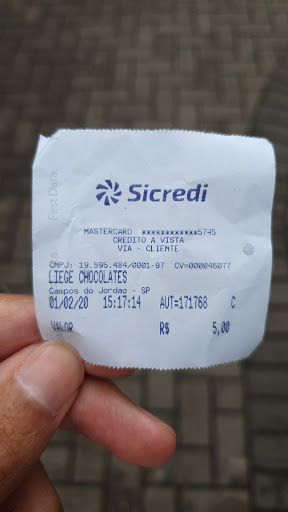 Sicredi
MASTERCARD xxxxxxxxxxxx5745
CREDITO A VISTA
VIA - CLIENTE
CNPJ: 19.595.484/0001-97 CV=000046077
LIEGE CHOCOLATES
Campos do Jordao - SP
01/02/20 15:17:14 AUT=171768 C
VALOR R$ 5,00